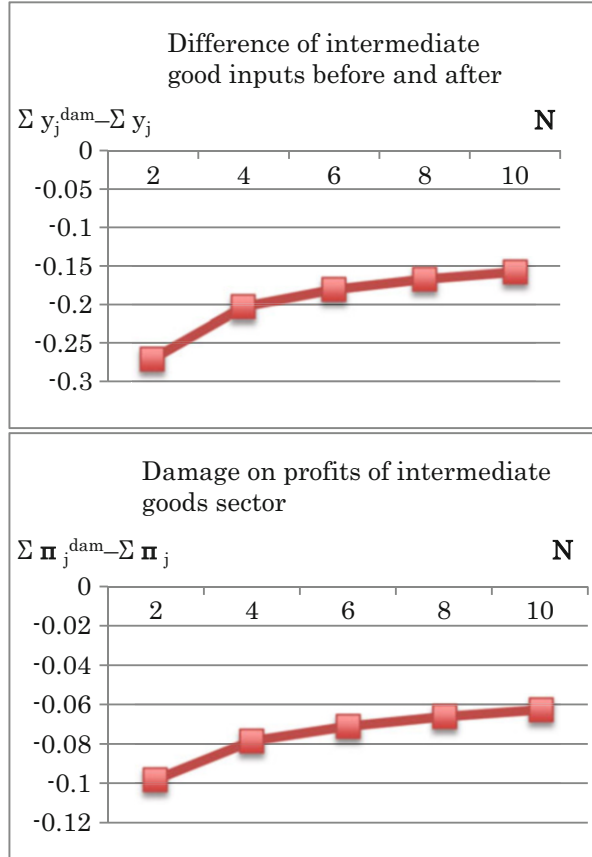 Difference of intermediate
good inputs before and after
Σ yⱼᵈᵃᵐ–Σ yⱼ N
0
2 4 6 8 10
-0.05
-0.1
-0.15
-0.2
-0.25
-0.3
Damage on profits of intermediate
goods sector
Σ π ⱼᵈᵃᵐ–Σ π ⱼ N
0
2 4 6 8 10
-0.02
-0.04
-0.06
-0.08
-0.1
-0.12